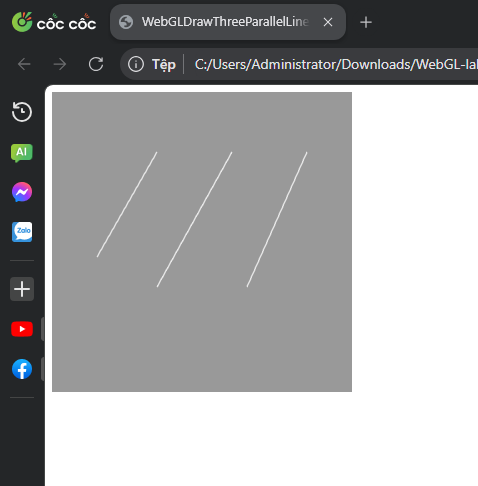 cốc cốc
WebGLDrawThreeParallelLine
Tệp
C:/Users/Administrator/Downloads/WebGL-la
AI
Zalo